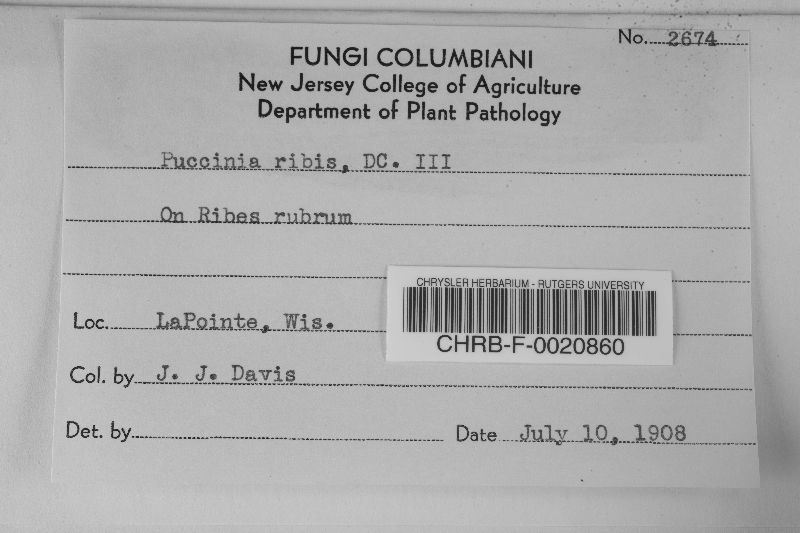 No. 2674
FUNGI COLUMBIANI
New Jersey College of Agriculture
Department of Plant Pathology
Puccinia ribis, DC. III
On Ribes rubrum
CHRYSLER HERBARIUM - RUTGERS UNIVERSITY
CHRB-F-0020860
Loc. LaPointe, Wis.
Col. by J. J. Davis
Det. by
Date July 10, 1908